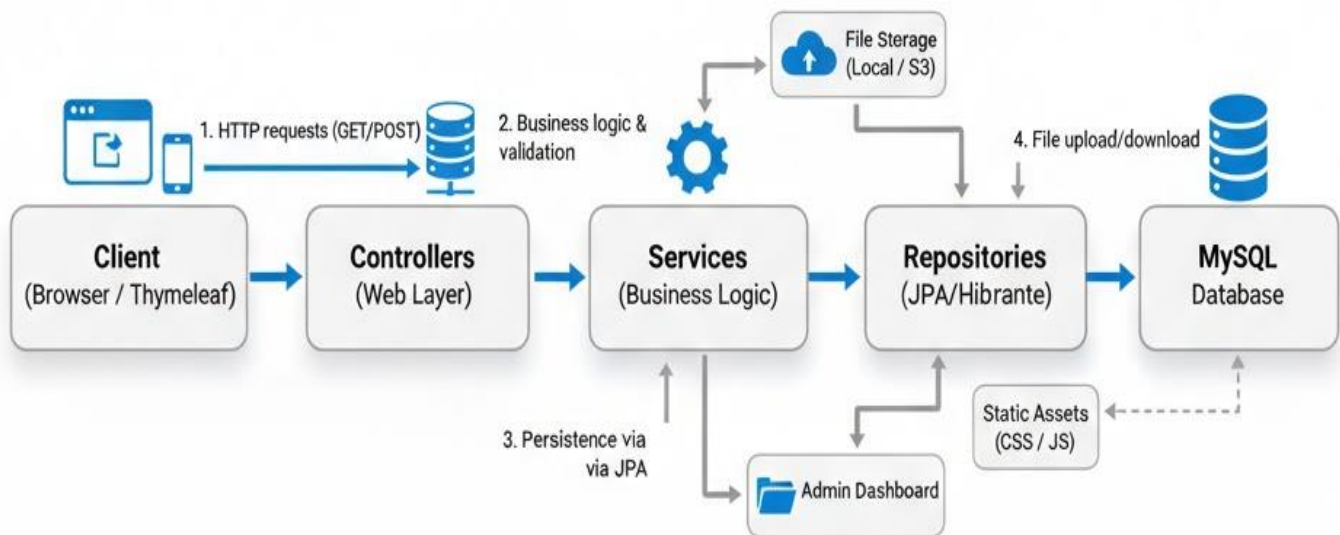 File Storage
(Local / S3)
1. HTTP requests (GET/POST)
2. Business logic &
validation
4. File upload/download
Client
(Browser / Thymeleaf)
Controllers
(Web Layer)
Services
(Business Logic)
Repositories
(JPA/Hibrante)
MySQL
Database
3. Persistence via
via JPA
Static Assets
(CSS / JS)
Admin Dashboard